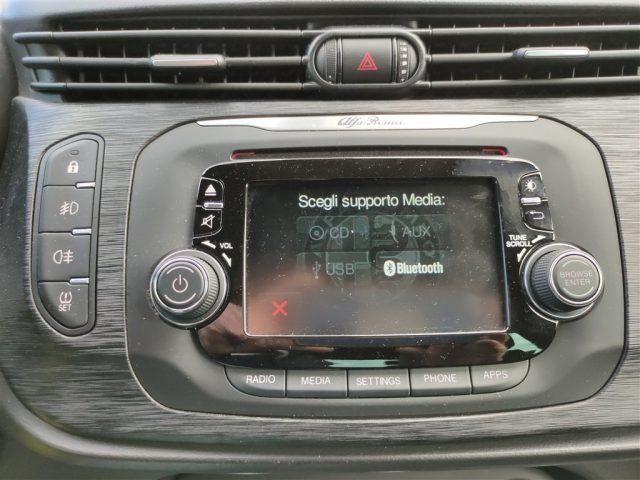 Alfa Romeo
Scegli supporto Media:
CD AUX
USB Bluetooth
VOL
TUNE
SCROLL
BROWSE
ENTER
SET
RADIO MEDIA SETTINGS PHONE APPS